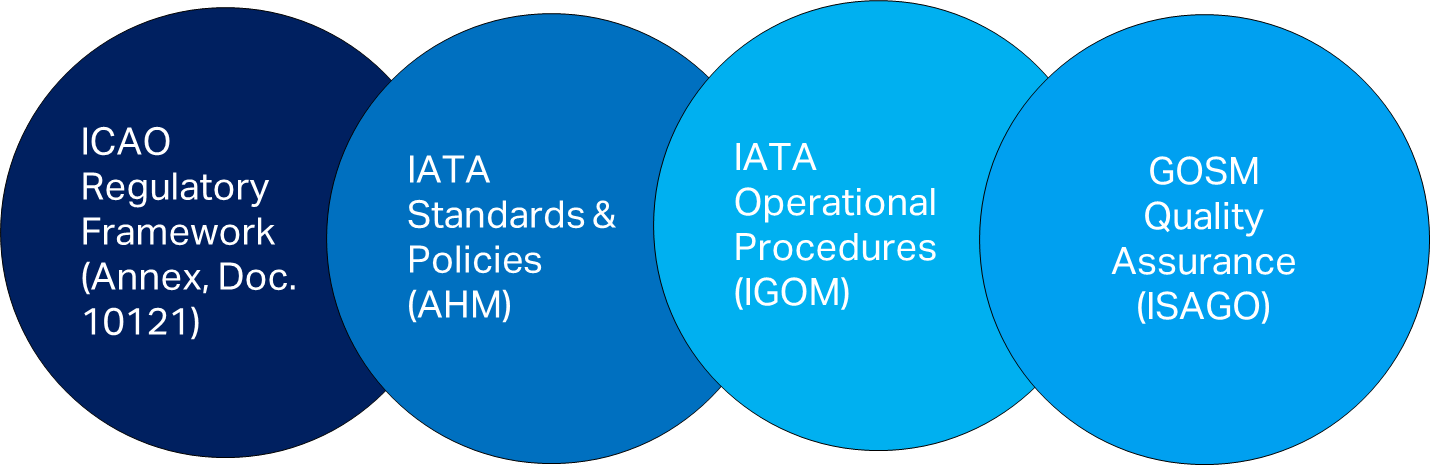 ICAO
Regulatory
Framework
(Annex, Doc.
10121)
IATA
Standards &
Policies
(AHM)
IATA
Operational
Procedures
(IGOM)
GOSM
Quality
Assurance
(ISAGO)